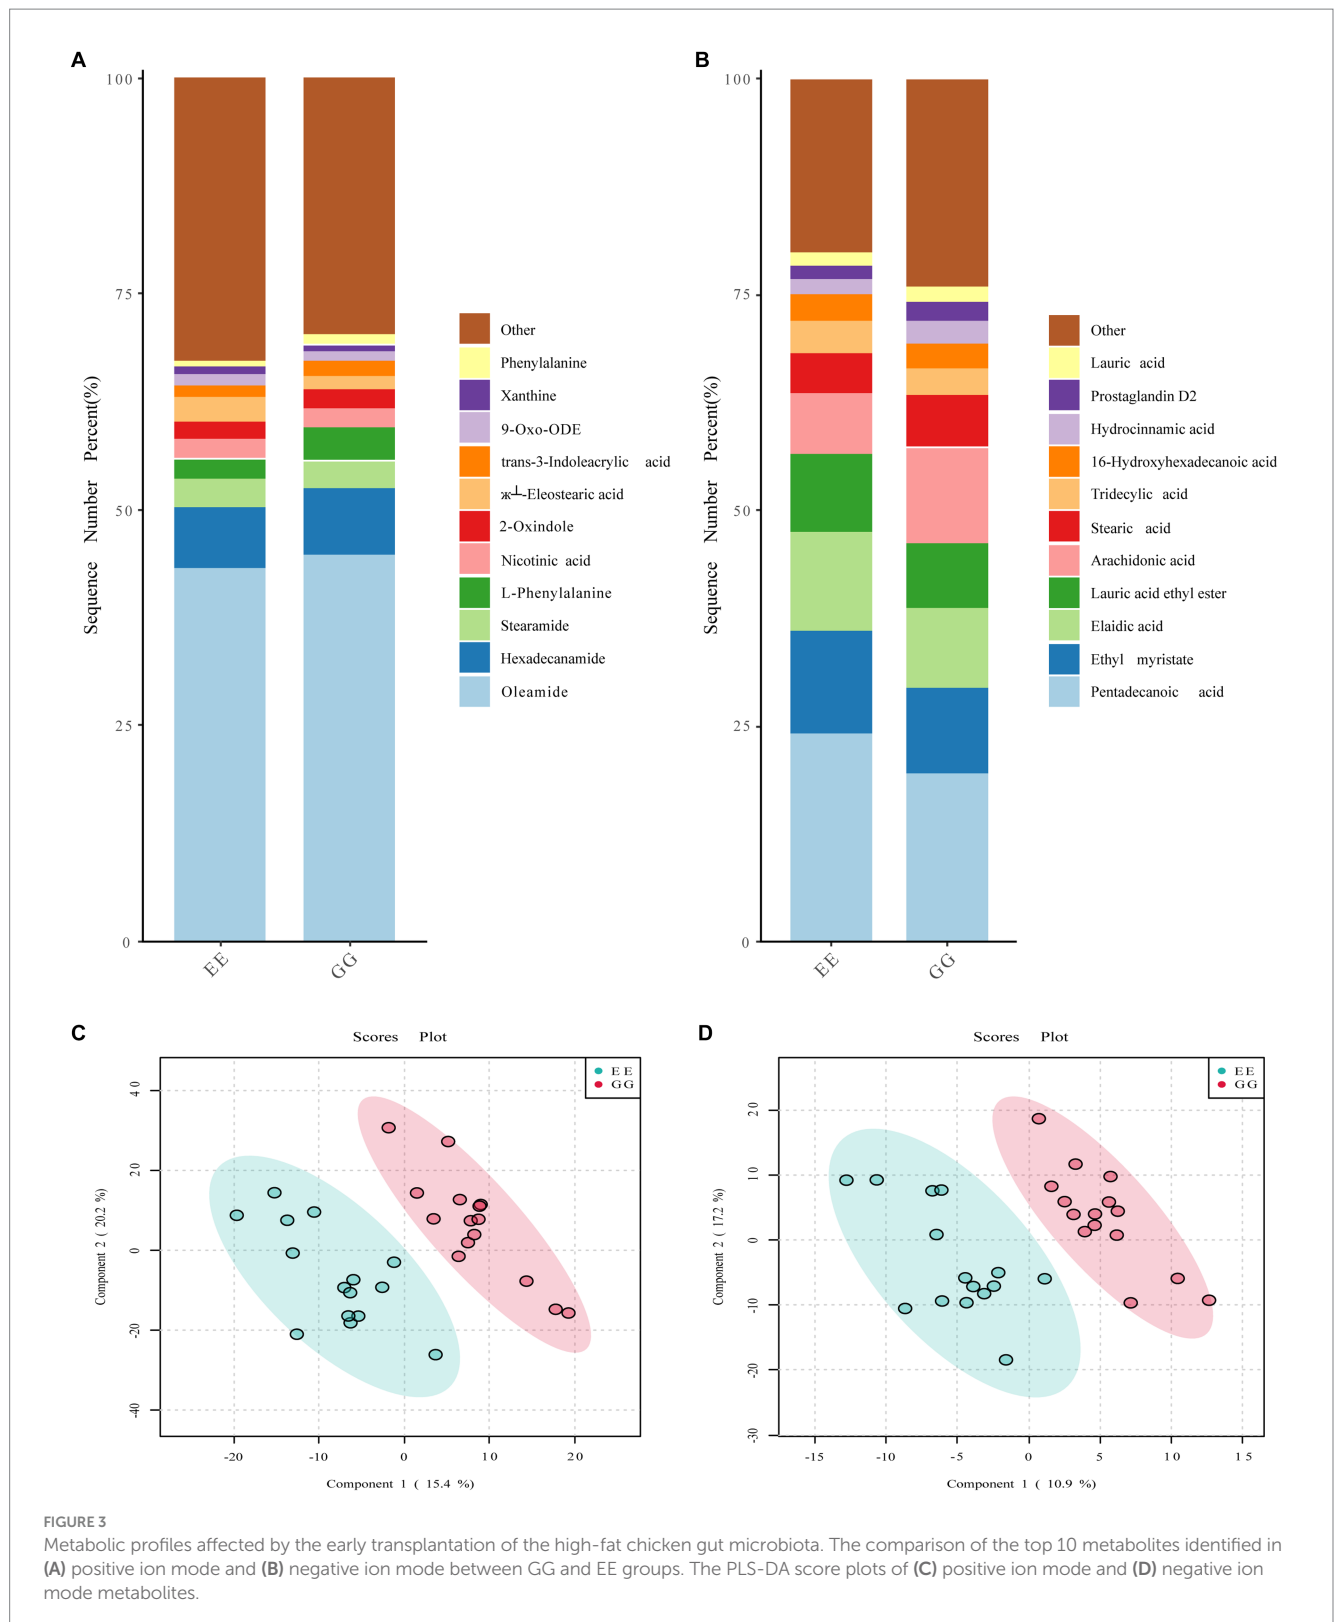 A
100
75
50
25
0
Sequence Number Percent(%)
EE
GG
Other
Phenylalanine
Xanthine
9-Oxo-ODE
trans-3-Indoleacrylic acid
ж┴-Eleostearic acid
2-Oxindole
Nicotinic acid
L-Phenylalanine
Stearamide
Hexadecanamide
Oleamide
B
100
75
50
25
0
Sequence Number Percent(%)
EE
GG
Other
Lauric acid
Prostaglandin D2
Hydrocinnamic acid
16-Hydroxyhexadecanoic acid
Tridecylic acid
Stearic acid
Arachidonic acid
Lauric acid ethyl ester
Elaidic acid
Ethyl myristate
Pentadecanoic acid
C
Scores Plot
EE
GG
40
20
0
-20
-40
Component 2 ( 20.2 %)
-20 -10 0 10 20
Component 1 ( 15.4 %)
D
Scores Plot
EE
GG
20
10
0
-10
-20
-30
Component 2 ( 17.2 %)
-15 -10 -5 0 5 10 15
Component 1 ( 10.9 %)
FIGURE 3
Metabolic profiles affected by the early transplantation of the high-fat chicken gut microbiota. The comparison of the top 10 metabolites identified in
(A) positive ion mode and (B) negative ion mode between GG and EE groups. The PLS-DA score plots of (C) positive ion mode and (D) negative ion
mode metabolites.